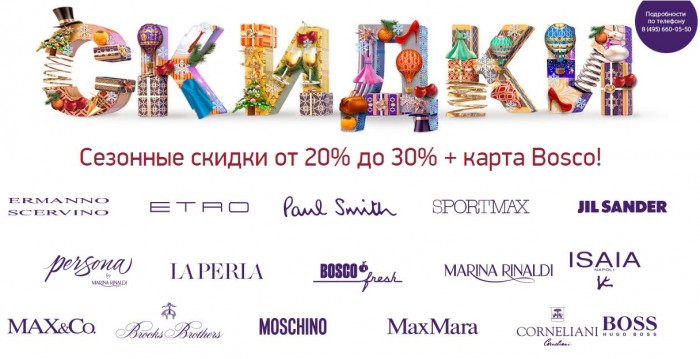 СКИДКИ
Подробности
по телефону
8 (495) 660-05-50
Сезонные скидки от 20% до 30% + карта Bosco!
ERMANNO
SCERVINO
ETRO
Paul Smith
SPORTMAX
JIL SANDER
persona
by
MARINA RINALDI
LA PERLA
BOSCO
fresh
MARINA RINALDI
ISAIA
NAPOLI
MAX&Co.
Brooks Brothers
MOSCHINO
MaxMara
CORNELIANI
Corneliani
BOSS
HUGO BOSS